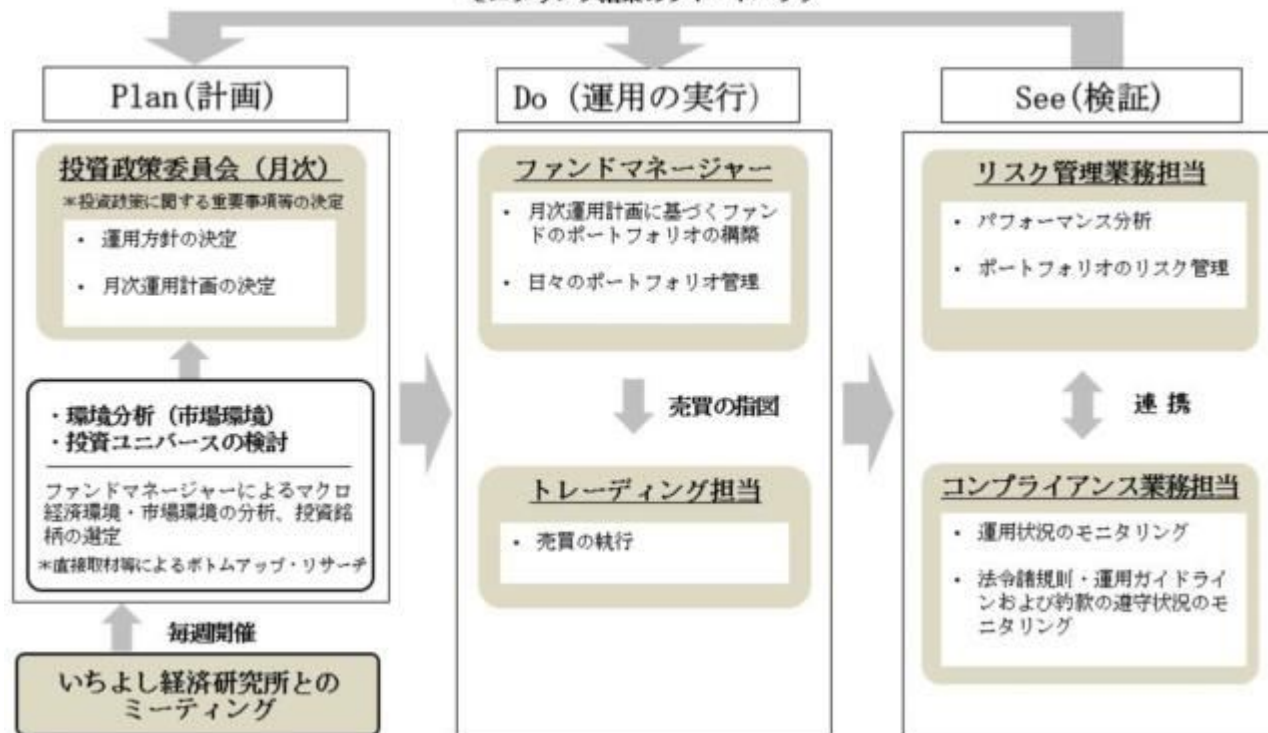 Plan(計画)
投資政策委員会（月次）
＊投資政策に関する重要事項等の決定
・ 運用方針の決定
・ 月次運用計画の決定
・環境分析（市場環境）
・投資ユニバースの検討
ファンドマネージャーによるマクロ
経済環境・市場環境の分析、投資銘
柄の選定
＊直接取材等によるボトムアップ・リサーチ
毎週開催
いちよし経済研究所との
ミーティング
Do (運用の実行)
ファンドマネージャー
・ 月次運用計画に基づくファン
ドのポートフォリオの構築
・ 日々のポートフォリオ管理
売買の指図
トレーディング担当
・ 売買の執行
See(検証)
リスク管理業務担当
・ パフォーマンス分析
・ ポートフォリオのリスク管理
連 携
コンプライアンス業務担当
・ 運用状況のモニタリング
・ 法令諸規則・運用ガイドライ
ンおよび約款の遵守状況のモ
ニタリング